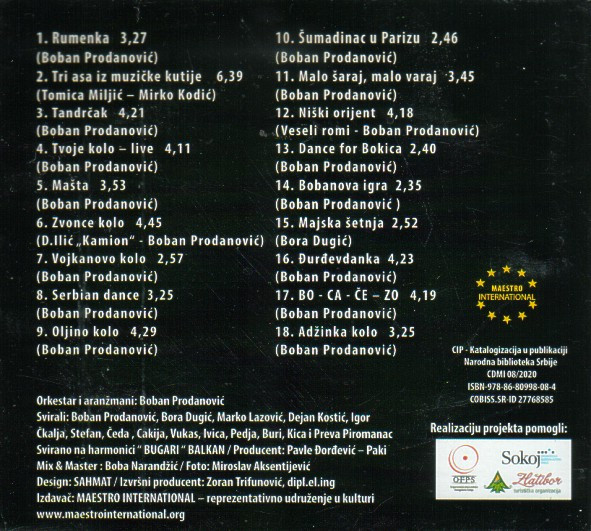 1. Rumenka 3,27
(Boban Prodanović)
2. Tri asa iz muzičke kutije 6,39
(Tomica Miljić – Mirko Kodić)
3. Tandrčak 4,21
(Boban Prodanović)
4. Tvoje kolo – live 4,11
(Boban Prodanović)
5. Mašta 3,53
(Boban Prodanović)
6. Zvonce kolo 4,45
(D.Ilić „Kamion" - Boban Prodanović)
7. Vojkanovo kolo 2,57
(Boban Prodanović)
8. Serbian dance 3,25
(Boban Prodanović)
9. Oljino kolo 4,29
(Boban Prodanović)
10. Šumadinac u Parizu 2,46
(Boban Prodanović)
11. Malo šaraj, malo varaj 3,45
(Boban Prodanović)
12. Niški orijent 4,18
(Veseli romi - Boban Prodanović)
13. Dance for Bokica 2,40
(Boban Prodanović)
14. Bobanova igra 2,35
(Boban Prodanović )
15. Majska šetnja 2,52
(Bora Dugić)
16. Đurđevdanka 4,23
(Boban Prodanović)
17. BO - CA - ČE – ZO 4,19
(Boban Prodanović)
18. Adžinka kolo 3,25
(Boban Prodanović)
MAESTRO
INTERNATIONAL
CIP - Katalogizacija u publikaciji
Narodna biblioteka Srbije
CDMI 08/2020
ISBN-978-86-80998-08-4
COBISS.SR-ID 27768585
Orkestar i aranžmani: Boban Prodanović
Svirali: Boban Prodanović, Bora Dugić, Marko Lazović, Dejan Kostić, Igor
Čkalja, Stefan, Čeda , Cakija, Vukas, Ivica, Pedja, Buri, Kica i Preva Piromanac
Svirano na harmonici " BUGARI " BALKAN / Producent: Pavle Đorđević – Paki
Mix & Master : Boba Narandžić / Foto: Miroslav Aksentijević
Design: SAHMAT / Izvršni producent: Zoran Trifunović, dipl.el.ing
Izdavač: MAESTRO INTERNATIONAL – reprezentativno udruženje u kulturi
www.maestrointernational.org
Realizaciju projekta pomogli:
OFPS
Sokoj
Zlatibor
turistička organizacija